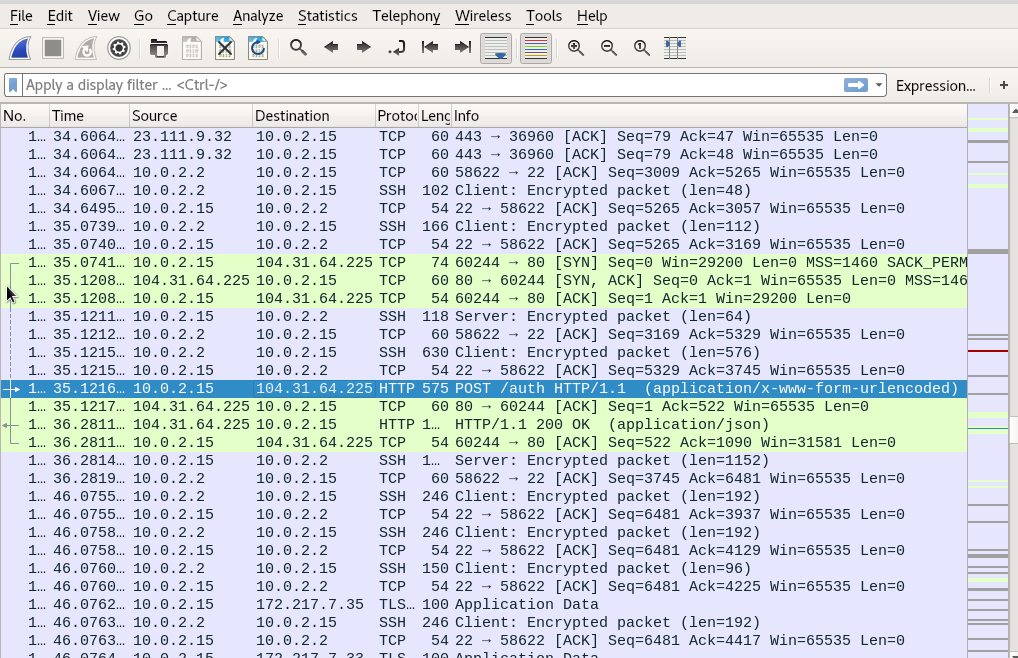 File Edit View Go Capture Analyze Statistics Telephony Wireless Tools Help
Apply a display filter ... <Ctrl-/> Expression... +
No. Time Source Destination Protoc Leng Info
1… 34.6064… 23.111.9.32 10.0.2.15 TCP 60 443 → 36960 [ACK] Seq=79 Ack=47 Win=65535 Len=0
1… 34.6064… 23.111.9.32 10.0.2.15 TCP 60 443 → 36960 [ACK] Seq=79 Ack=48 Win=65535 Len=0
1… 34.6064… 10.0.2.2 10.0.2.15 TCP 60 58622 → 22 [ACK] Seq=3009 Ack=5265 Win=65535 Len=0
1… 34.6067… 10.0.2.2 10.0.2.15 SSH 102 Client: Encrypted packet (len=48)
1… 34.6495… 10.0.2.15 10.0.2.2 TCP 54 22 → 58622 [ACK] Seq=5265 Ack=3057 Win=65535 Len=0
1… 35.0739… 10.0.2.2 10.0.2.15 SSH 166 Client: Encrypted packet (len=112)
1… 35.0740… 10.0.2.15 10.0.2.2 TCP 54 22 → 58622 [ACK] Seq=5265 Ack=3169 Win=65535 Len=0
1… 35.0741… 10.0.2.15 104.31.64.225 TCP 74 60244 → 80 [SYN] Seq=0 Win=29200 Len=0 MSS=1460 SACK_PERM
1… 35.1208… 104.31.64.225 10.0.2.15 TCP 60 80 → 60244 [SYN, ACK] Seq=0 Ack=1 Win=65535 Len=0 MSS=146
1… 35.1208… 10.0.2.15 104.31.64.225 TCP 54 60244 → 80 [ACK] Seq=1 Ack=1 Win=29200 Len=0
1… 35.1211… 10.0.2.15 10.0.2.2 SSH 118 Server: Encrypted packet (len=64)
1… 35.1212… 10.0.2.2 10.0.2.15 TCP 60 58622 → 22 [ACK] Seq=3169 Ack=5329 Win=65535 Len=0
1… 35.1215… 10.0.2.2 10.0.2.15 SSH 630 Client: Encrypted packet (len=576)
1… 35.1215… 10.0.2.15 10.0.2.2 TCP 54 22 → 58622 [ACK] Seq=5329 Ack=3745 Win=65535 Len=0
1… 35.1216… 10.0.2.15 104.31.64.225 HTTP 575 POST /auth HTTP/1.1 (application/x-www-form-urlencoded)
1… 35.1217… 104.31.64.225 10.0.2.15 TCP 60 80 → 60244 [ACK] Seq=1 Ack=522 Win=65535 Len=0
1… 36.2811… 104.31.64.225 10.0.2.15 HTTP 1… HTTP/1.1 200 OK (application/json)
1… 36.2811… 10.0.2.15 104.31.64.225 TCP 54 60244 → 80 [ACK] Seq=522 Ack=1090 Win=31581 Len=0
1… 36.2814… 10.0.2.15 10.0.2.2 SSH 1… Server: Encrypted packet (len=1152)
1… 36.2819… 10.0.2.2 10.0.2.15 TCP 60 58622 → 22 [ACK] Seq=3745 Ack=6481 Win=65535 Len=0
1… 46.0755… 10.0.2.2 10.0.2.15 SSH 246 Client: Encrypted packet (len=192)
1… 46.0755… 10.0.2.15 10.0.2.2 TCP 54 22 → 58622 [ACK] Seq=6481 Ack=3937 Win=65535 Len=0
1… 46.0758… 10.0.2.2 10.0.2.15 SSH 246 Client: Encrypted packet (len=192)
1… 46.0758… 10.0.2.15 10.0.2.2 TCP 54 22 → 58622 [ACK] Seq=6481 Ack=4129 Win=65535 Len=0
1… 46.0760… 10.0.2.2 10.0.2.15 SSH 150 Client: Encrypted packet (len=96)
1… 46.0760… 10.0.2.15 10.0.2.2 TCP 54 22 → 58622 [ACK] Seq=6481 Ack=4225 Win=65535 Len=0
1… 46.0762… 10.0.2.15 172.217.7.35 TLS… 100 Application Data
1… 46.0763… 10.0.2.2 10.0.2.15 SSH 246 Client: Encrypted packet (len=192)
1… 46.0763… 10.0.2.15 10.0.2.2 TCP 54 22 → 58622 [ACK] Seq=6481 Ack=4417 Win=65535 Len=0
1… 46.0764… 10.0.2.15 172.217.7.33 TLS… 100 Application Data